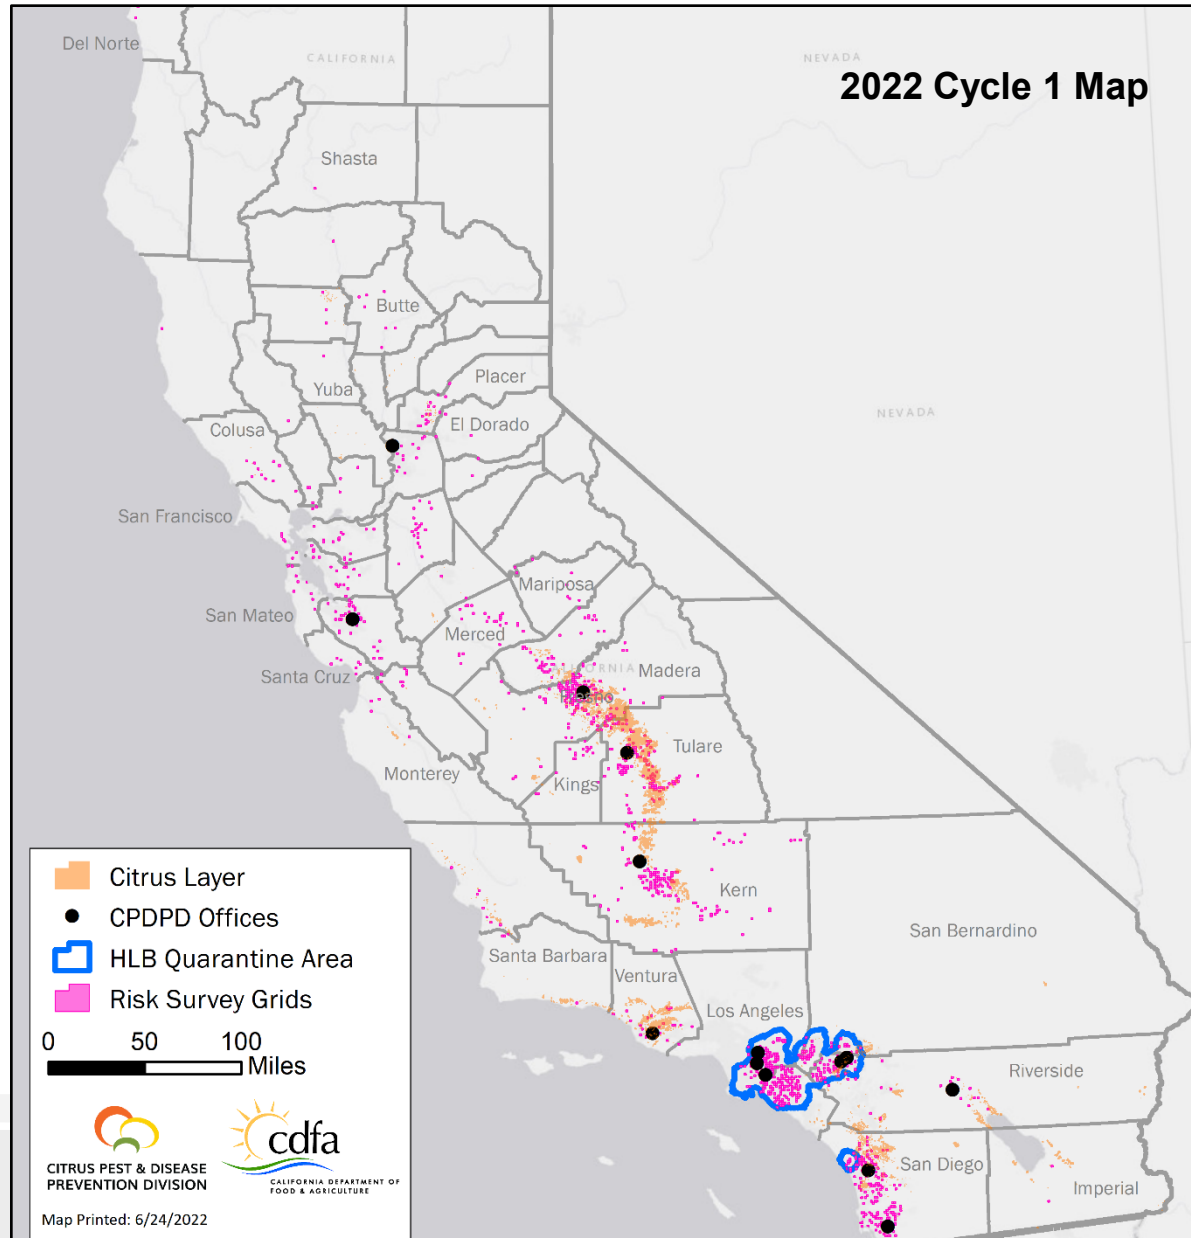 Del Norte
CALIFORNIA
NEVADA
2022 Cycle 1 Map
Shasta
Butte
Placer
Yuba
NEVADA
El Dorado
Colusa
San Francisco
Mariposa
San Mateo
Merced
Santa Cruz
CALIFORNIA
Madera
Fresno
Tulare
Monterey
Kings
Kern
San Bernardino
Santa Barbara
Ventura
Los Angeles
Riverside
San Diego
Imperial
Citrus Layer
CPDPD Offices
HLB Quarantine Area
Risk Survey Grids
0 50 100
Miles
CITRUS PEST & DISEASE
PREVENTION DIVISION
cdfa
CALIFORNIA DEPARTMENT OF
FOOD & AGRICULTURE
Map Printed: 6/24/2022